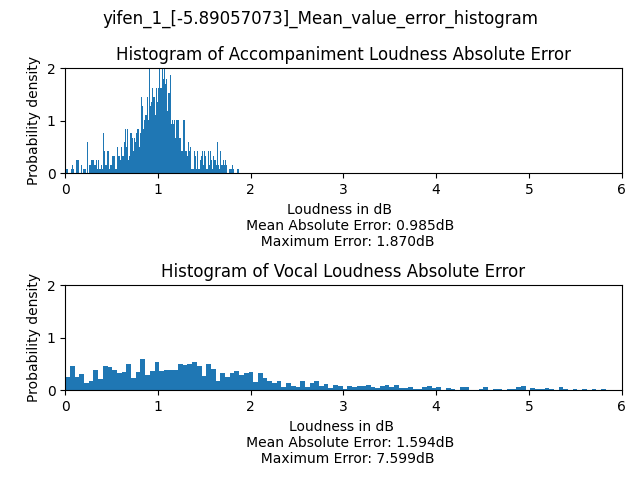 yifen_1_[-5.89057073]_Mean_value_error_histogram
Histogram of Accompaniment Loudness Absolute Error
Probability density
2
1
0
0 1 2 3 4 5 6
Loudness in dB
Mean Absolute Error: 0.985dB
Maximum Error: 1.870dB
Histogram of Vocal Loudness Absolute Error
Probability density
2
1
0
0 1 2 3 4 5 6
Loudness in dB
Mean Absolute Error: 1.594dB
Maximum Error: 7.599dB